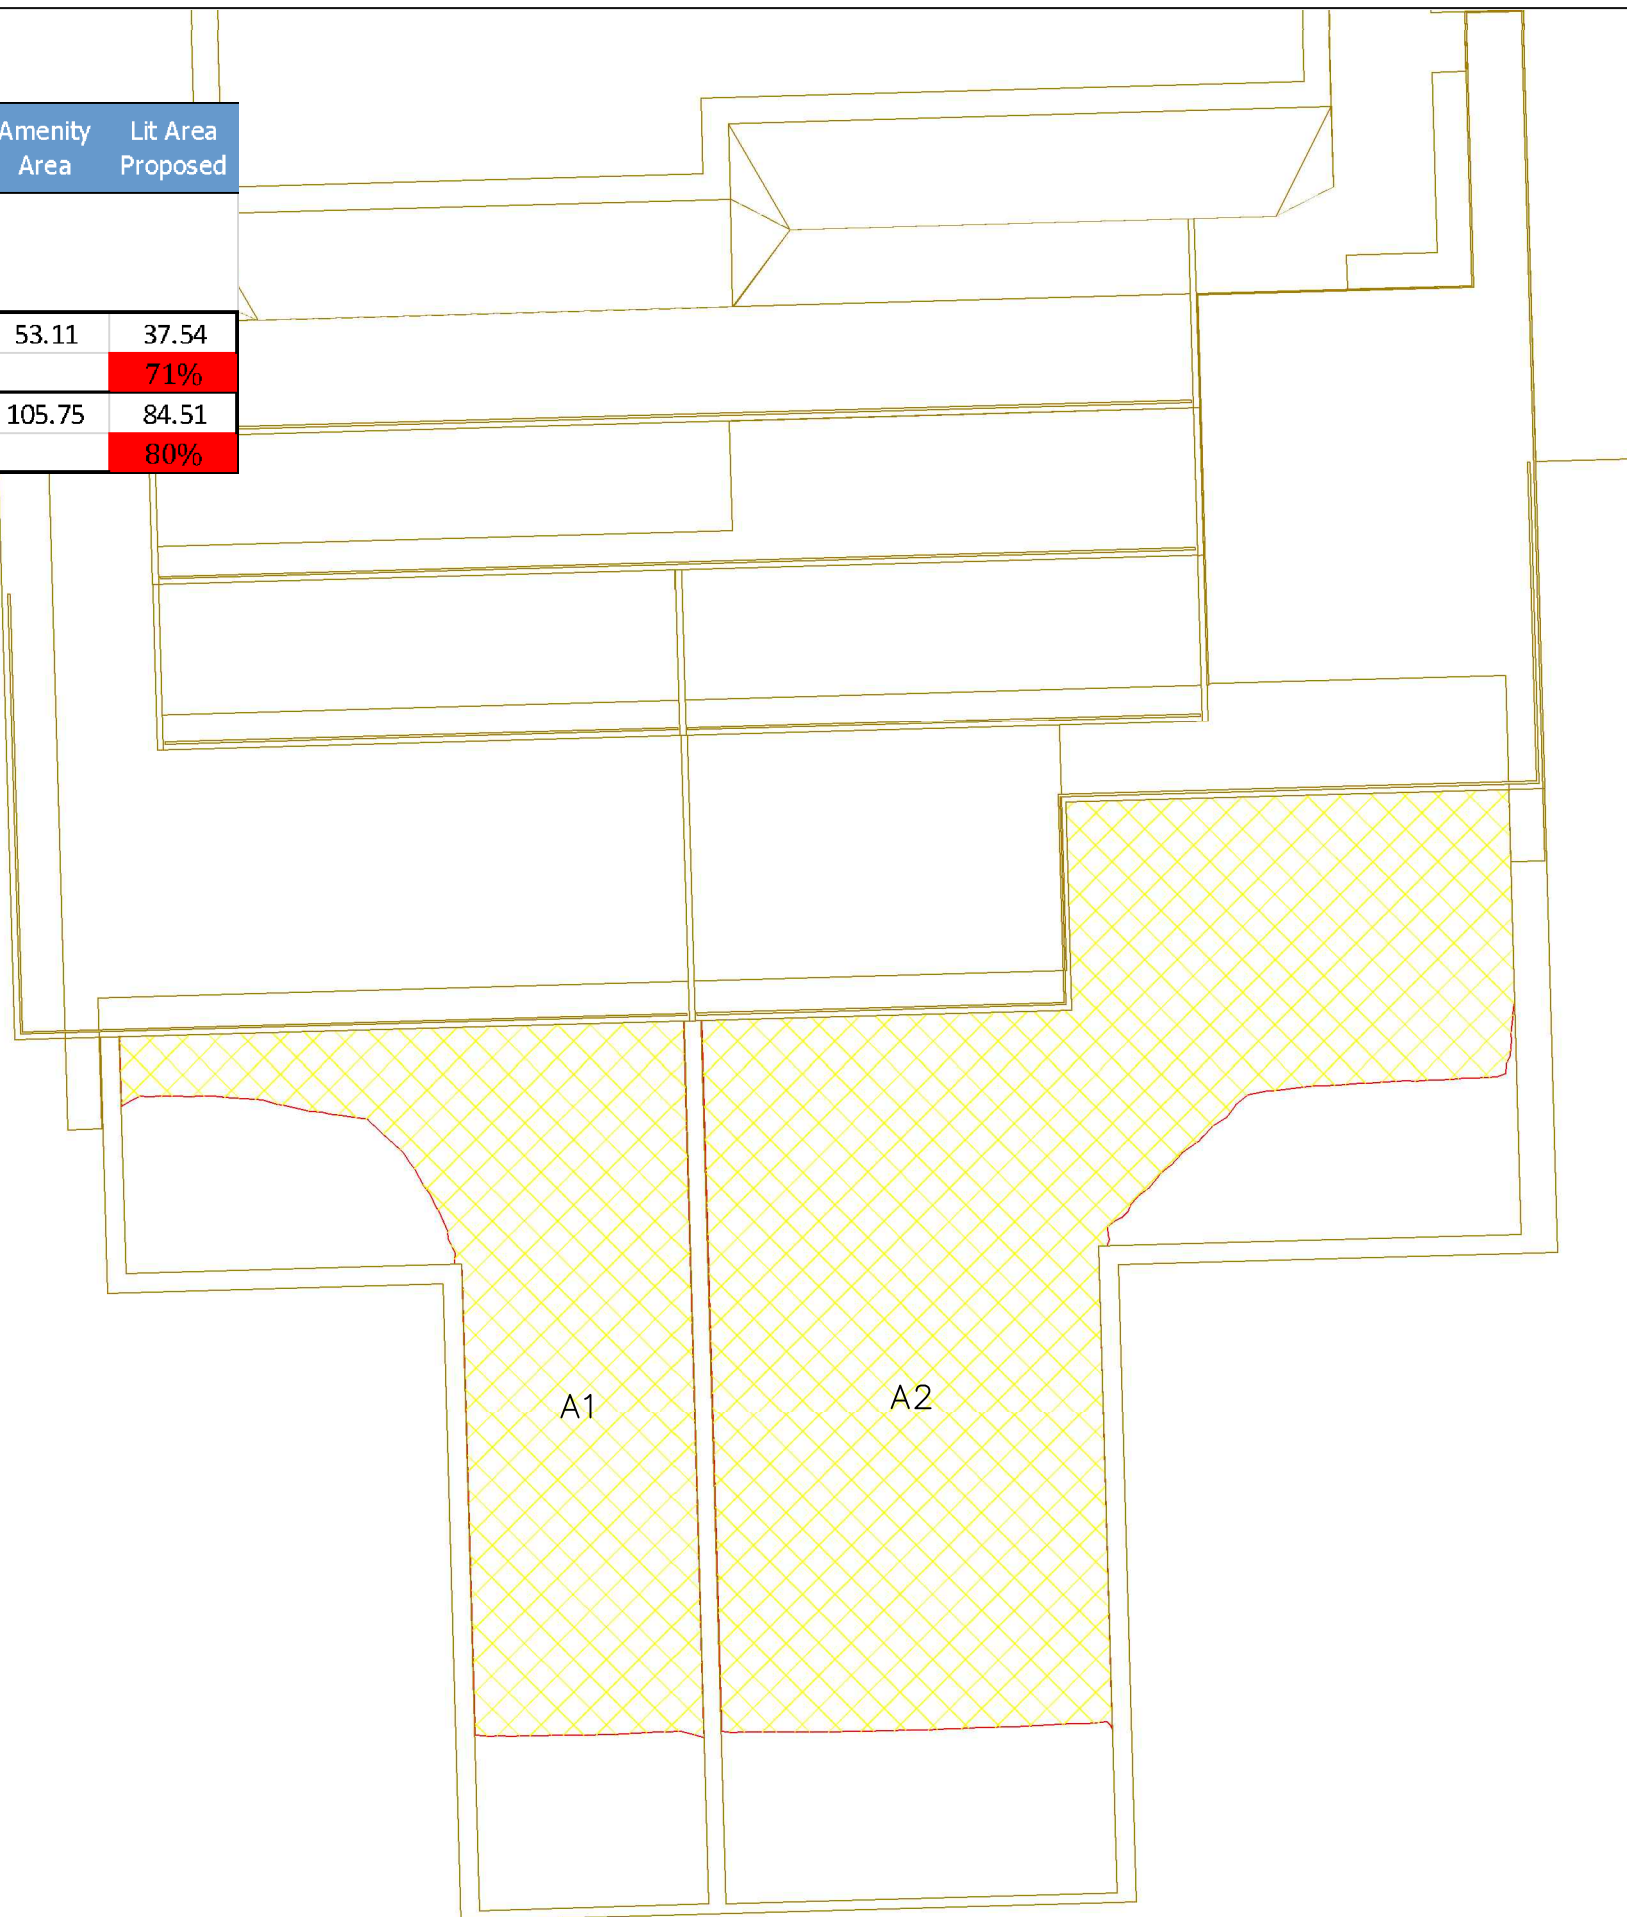 Amenity Area
Lit Area Proposed
53.11 37.54
71%
105.75 84.51
80%
A1
A2